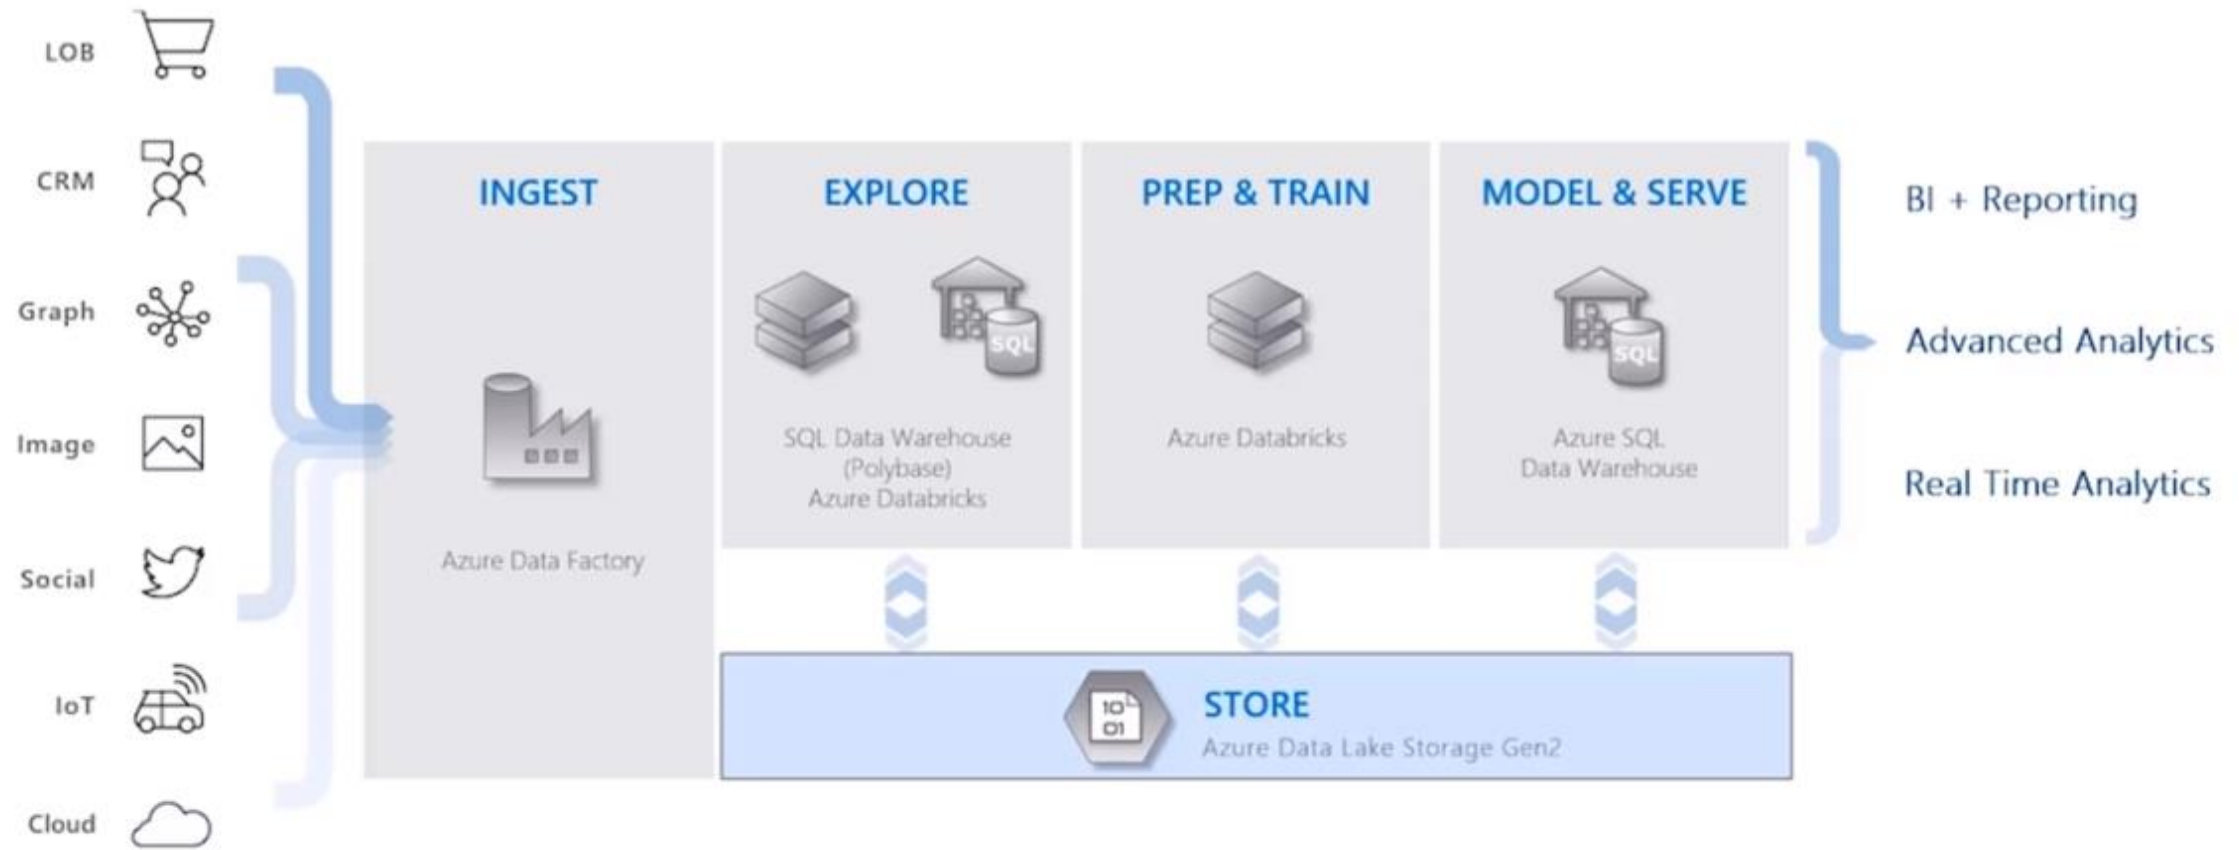 LOB
CRM
Graph
Image
Social
IoT
Cloud
INGEST
Azure Data Factory
EXPLORE
SQL
SQL Data Warehouse
(Polybase)
Azure Databricks
PREP & TRAIN
Azure Databricks
MODEL & SERVE
SQL
Azure SQL
Data Warehouse
10
01
STORE
Azure Data Lake Storage Gen2
BI + Reporting
Advanced Analytics
Real Time Analytics